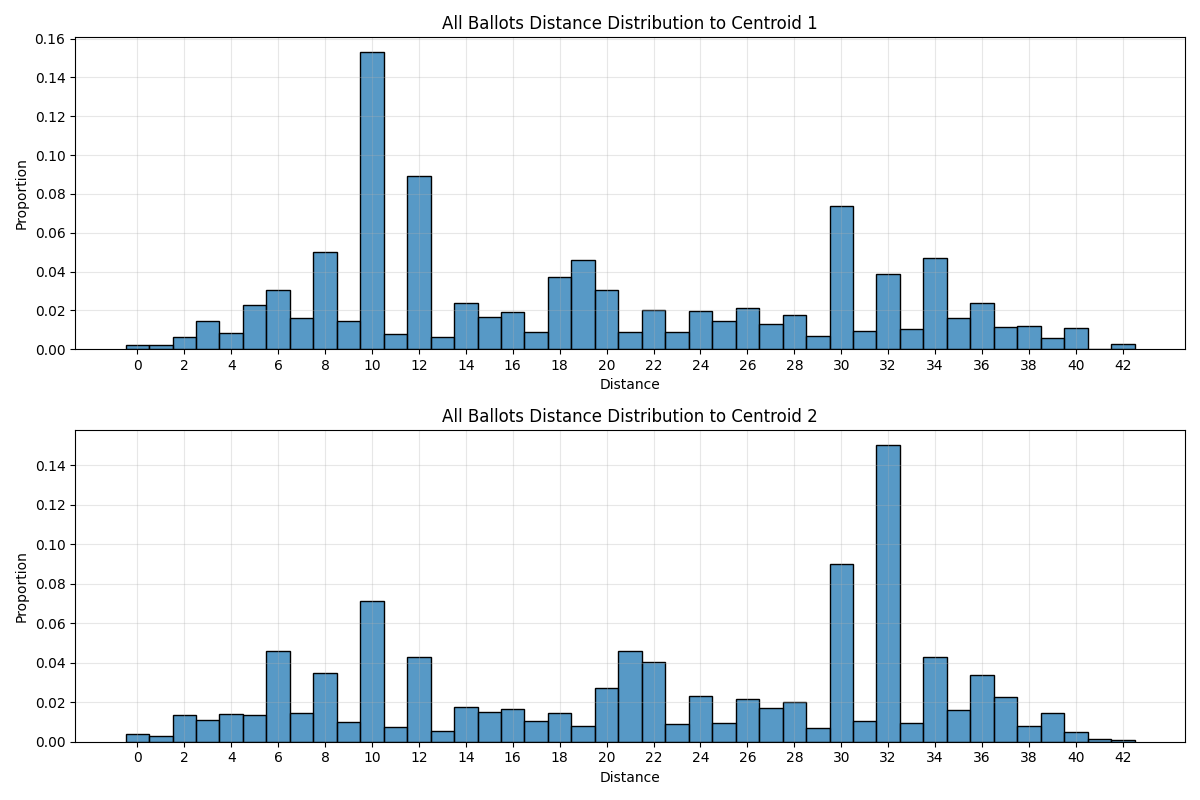 All Ballots Distance Distribution to Centroid 1
0.16
0.14
0.12
0.10
0.08
0.06
0.04
0.02
0.00
Proportion
0 2 4 6 8 10 12 14 16 18 20 22 24 26 28 30 32 34 36 38 40 42
Distance
All Ballots Distance Distribution to Centroid 2
0.14
0.12
0.10
0.08
0.06
0.04
0.02
0.00
Proportion
0 2 4 6 8 10 12 14 16 18 20 22 24 26 28 30 32 34 36 38 40 42
Distance